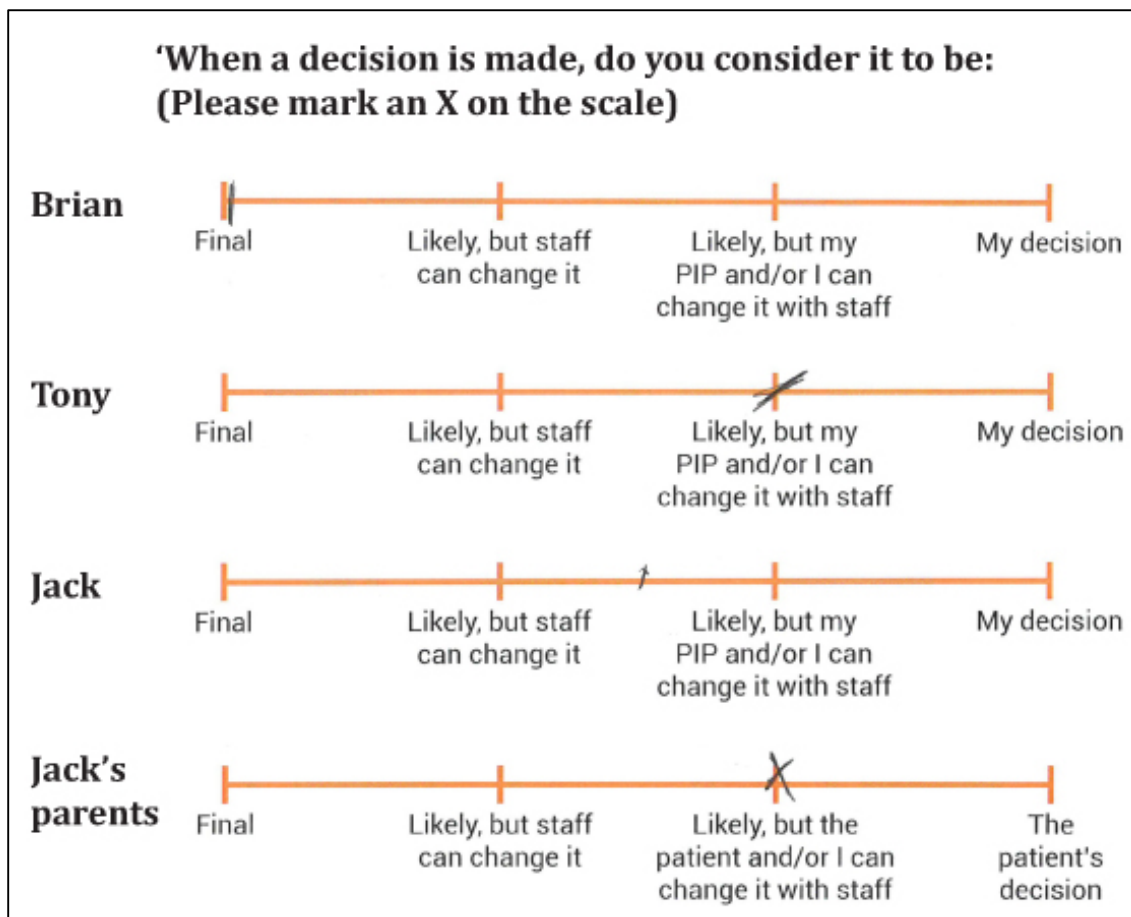 ‘When a decision is made, do you consider it to be:
(Please mark an X on the scale)
Brian
Final
Likely, but staff
can change it
Likely, but my
PIP and/or I can
change it with staff
My decision
Tony
Final
Likely, but staff
can change it
Likely, but my
PIP and/or I can
change it with staff
My decision
Jack
Final
Likely, but staff
can change it
Likely, but my
PIP and/or I can
change it with staff
My decision
Jack’s
parents
Final
Likely, but staff
can change it
Likely, but the
patient and/or I can
change it with staff
The
patient's
decision